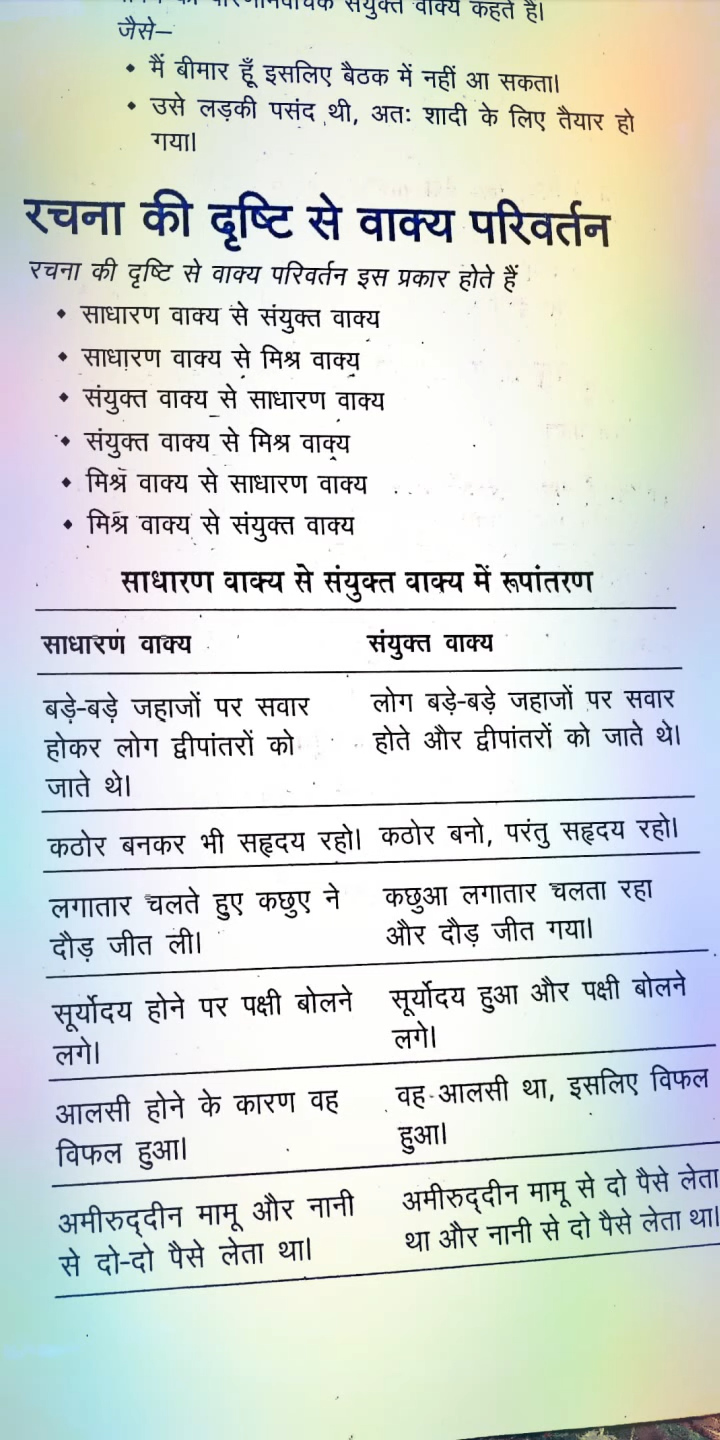 संयुक्त वाक्य कहते हैं।
जैसे–
• मैं बीमार हूँ इसलिए बैठक में नहीं आ सकता।
• उसे लड़की पसंद थी, अतः शादी के लिए तैयार हो
गया।
रचना की दृष्टि से वाक्य परिवर्तन
रचना की दृष्टि से वाक्य परिवर्तन इस प्रकार होते हैं
• साधारण वाक्य से संयुक्त वाक्य
• साधारण वाक्य से मिश्र वाक्य
• संयुक्त वाक्य से साधारण वाक्य
• संयुक्त वाक्य से मिश्र वाक्य
• मिश्र वाक्य से साधारण वाक्य
• मिश्र वाक्य से संयुक्त वाक्य
साधारण वाक्य से संयुक्त वाक्य में रूपांतरण
साधारण वाक्य संयुक्त वाक्य
बड़े-बड़े जहाजों पर सवार लोग बड़े-बड़े जहाजों पर सवार
होकर लोग द्वीपांतरों को होते और द्वीपांतरों को जाते थे।
जाते थे।
कठोर बनकर भी सहृदय रहो। कठोर बनो, परंतु सहृदय रहो।
लगातार चलते हुए कछुए ने कछुआ लगातार चलता रहा
दौड़ जीत ली। और दौड़ जीत गया।
सूर्योदय होने पर पक्षी बोलने सूर्योदय हुआ और पक्षी बोलने
लगे। लगे।
आलसी होने के कारण वह वह आलसी था, इसलिए विफल
विफल हुआ। हुआ।
अमीरुद्दीन मामू और नानी अमीरुद्दीन मामू से दो पैसे लेता
से दो-दो पैसे लेता था। था और नानी से दो पैसे लेता था।